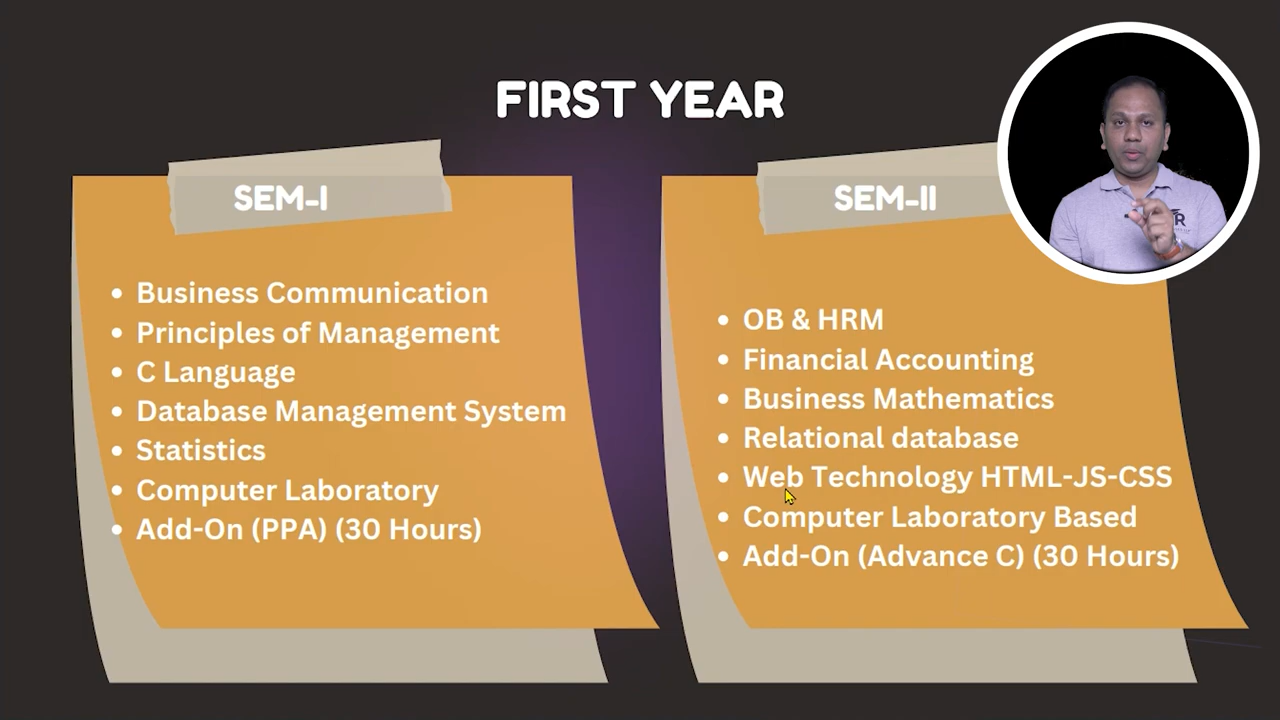 FIRST YEAR
SEM-I
• Business Communication
• Principles of Management
• C Language
• Database Management System
• Statistics
• Computer Laboratory
• Add-On (PPA) (30 Hours)
SEM-II
• OB & HRM
• Financial Accounting
• Business Mathematics
• Relational database
• Web Technology HTML-JS-CSS
• Computer Laboratory Based
• Add-On (Advance C) (30 Hours)